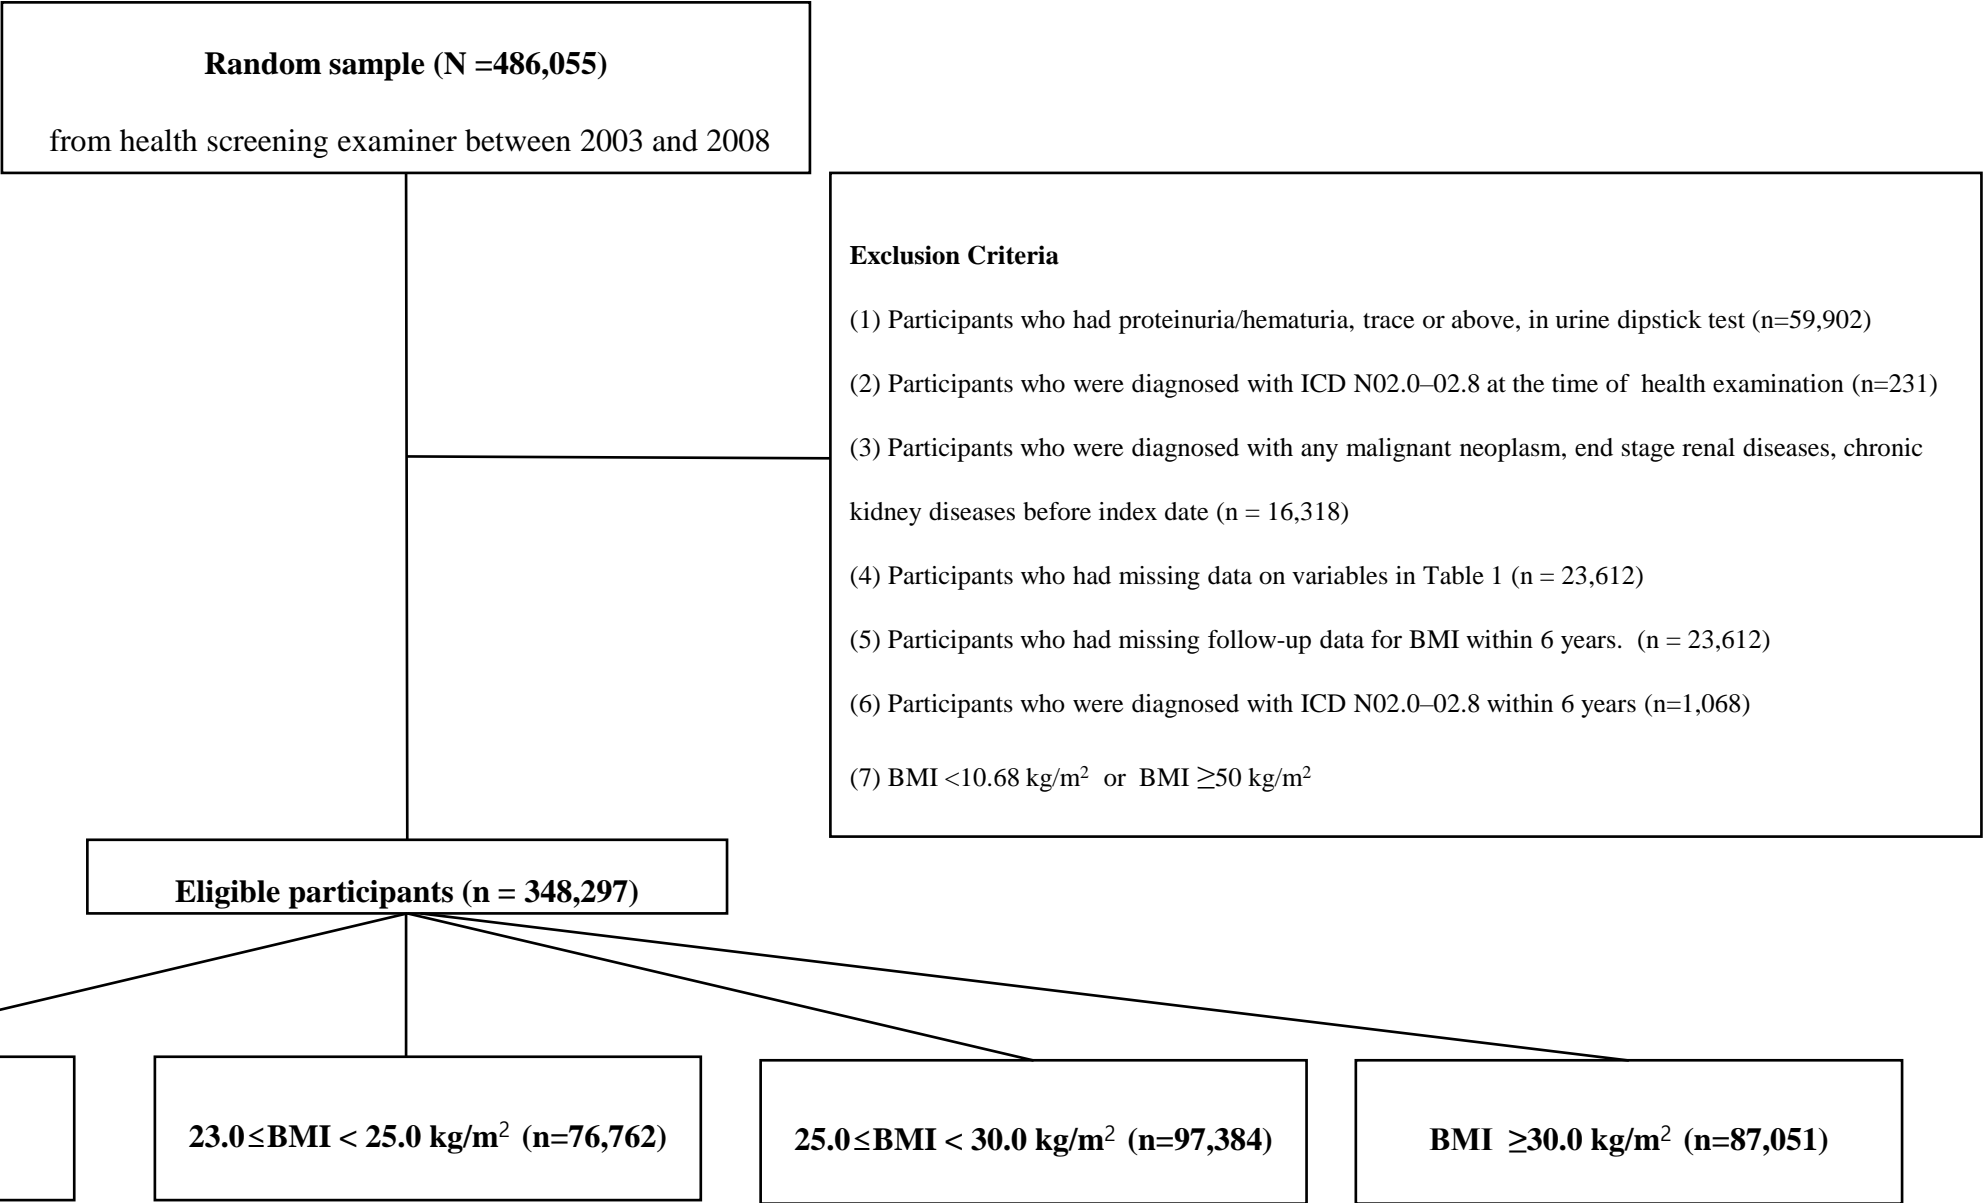 Random sample (N =486,055)
from health screening examiner between 2003 and 2008
Exclusion Criteria
(1) Participants who had proteinuria/hematuria, trace or above, in urine dipstick test (n=59,902)
(2) Participants who were diagnosed with ICD N02.0–02.8 at the time of  health examination (n=231)
(3) Participants who were diagnosed with any malignant neoplasm, end stage renal diseases, chronic
kidney diseases before index date (n = 16,318)
(4) Participants who had missing data on variables in Table 1 (n = 23,612)
(5) Participants who had missing follow-up data for BMI within 6 years.  (n = 23,612)
(6) Participants who were diagnosed with ICD N02.0–02.8 within 6 years (n=1,068)
(7) BMI <10.68 kg/m²  or  BMI ≥50 kg/m²
Eligible participants (n = 348,297)
23.0≤BMI < 25.0 kg/m² (n=76,762)
25.0≤BMI < 30.0 kg/m² (n=97,384)
BMI  ≥30.0 kg/m² (n=87,051)